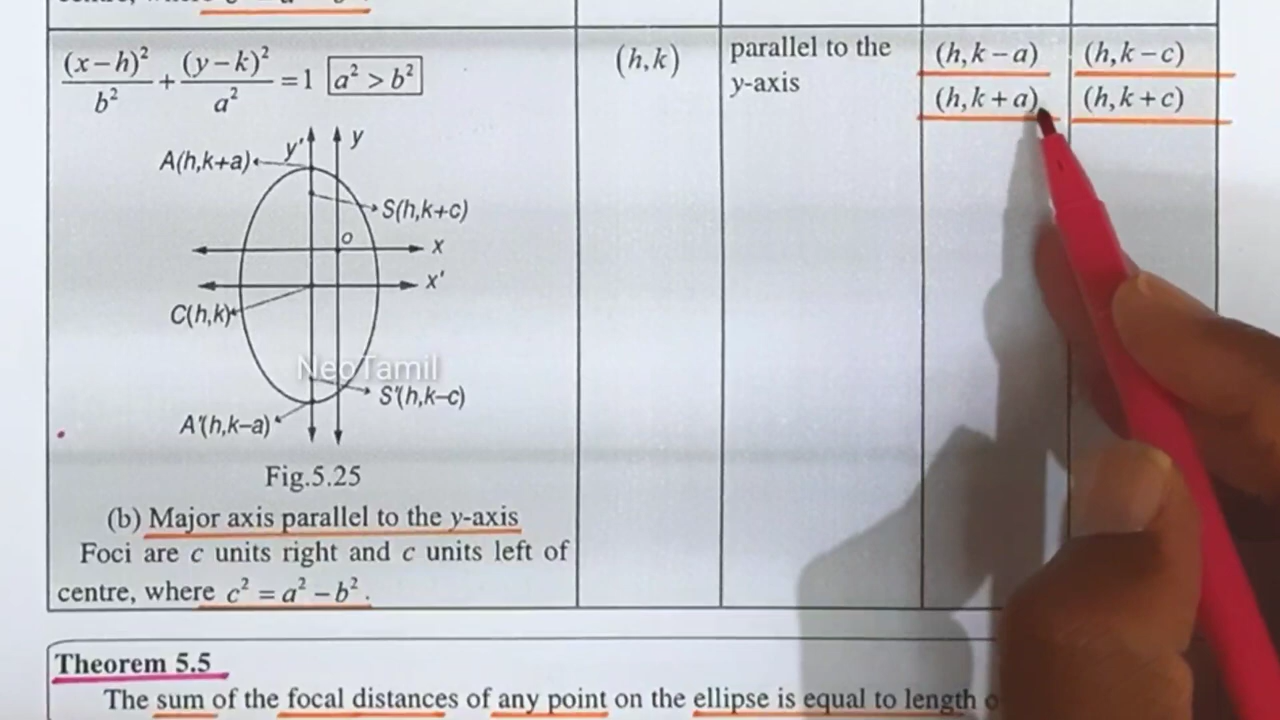 (x−h)²/b² + (y−k)²/a² = 1 a² > b²
(h,k)
parallel to the
y-axis
(h,k−a)
(h,k+a)
(h,k−c)
(h,k+c)
y' y
A(h,k+a)
S(h,k+c)
o
x
x'
C(h,k)
NeoTamil
S'(h,k–c)
A'(h,k–a)
Fig.5.25
(b) Major axis parallel to the y-axis
Foci are c units right and c units left of
centre, where c² = a² − b².
Theorem 5.5
The sum of the focal distances of any point on the ellipse is equal to length